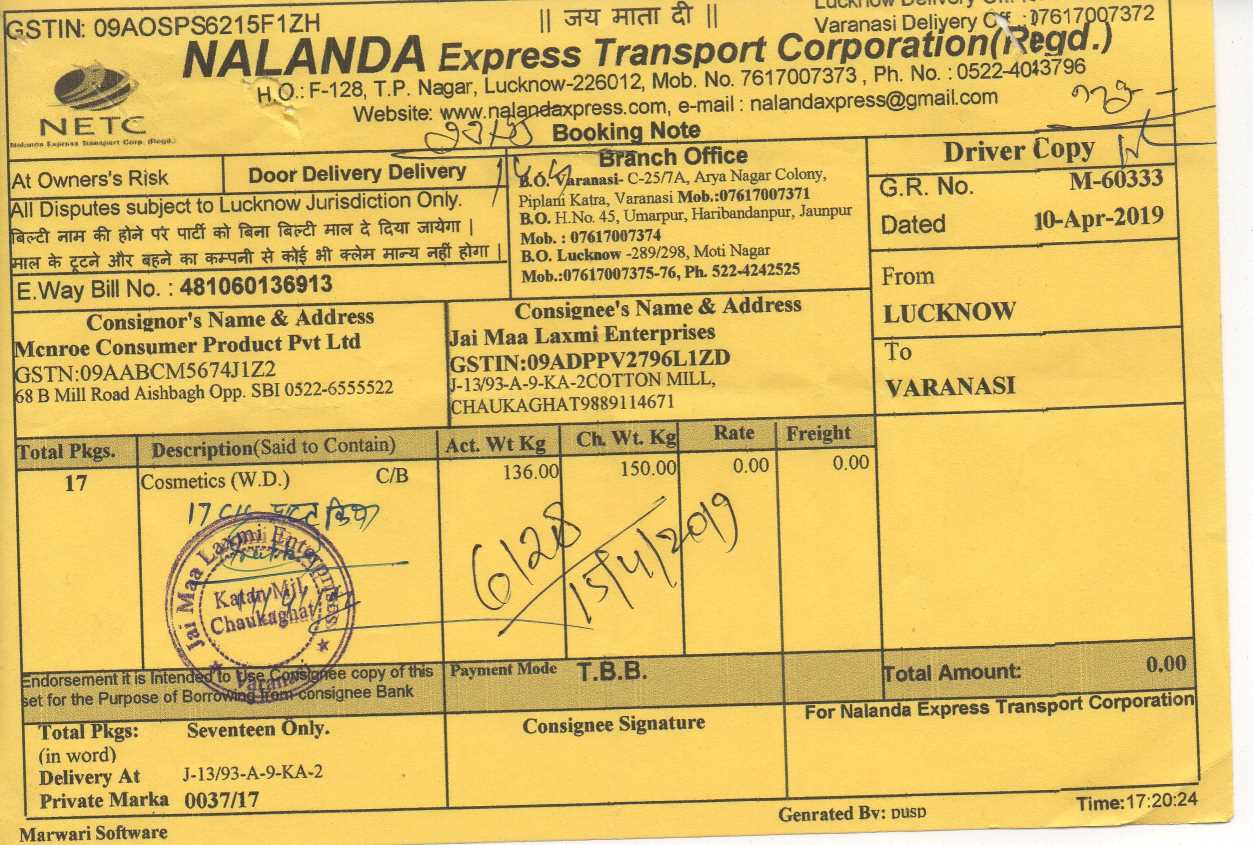 GSTIN: 09AOSPS6215F1ZH
|| जय माता दी ||
Varanasi Delivery Off.:07617007372
NALANDA Express Transport Corporation(Regd.)
H.O.: F-128, T.P. Nagar, Lucknow-226012, Mob. No. 7617007373 , Ph. No. : 0522-4043796
Website: www.nalandaxpress.com, e-mail : nalandaxpress@gmail.com
NETC
Nalanda Express Transport Corp. (Regd.)
Booking Note
At Owners's Risk
Door Delivery Delivery
All Disputes subject to Lucknow Jurisdiction Only.
बिल्टी नाम की होने पर पार्टी को बिना बिल्टी माल दे दिया जायेगा |
माल के टूटने और बहने का कम्पनी से कोई भी क्लेम मान्य नहीं होगा |
E.Way Bill No. : 481060136913
Branch Office
B.O. Varanasi- C-25/7A, Arya Nagar Colony,
Piplani Katra, Varanasi Mob.:07617007371
B.O. H.No. 45, Umarpur, Haribandanpur, Jaunpur
Mob. : 07617007374
B.O. Lucknow -289/298, Moti Nagar
Mob.:07617007375-76, Ph. 522-4242525
Driver Copy
G.R. No. M-60333
Dated 10-Apr-2019
From
LUCKNOW
To
VARANASI
Consignor's Name & Address
Mcnroe Consumer Product Pvt Ltd
GSTN:09AABCM5674J1Z2
68 B Mill Road Aishbagh Opp. SBI 0522-6555522
Consignee's Name & Address
Jai Maa Laxmi Enterprises
GSTIN:09ADPPV2796L1ZD
J-13/93-A-9-KA-2COTTON MILL,
CHAUKAGHAT9889114671
Total Pkgs. Description(Said to Contain) Act. Wt Kg Ch. Wt. Kg Rate Freight
17 Cosmetics (W.D.) C/B 136.00 150.00 0.00 0.00
6128
15/4/2019
Jai Maa Laxmi Enterprises
Katan Mil
Chaukaghat
Varanasi
Endorsement it is Intended to Use Consignee copy of this
set for the Purpose of Borrowing from consignee Bank
Payment Mode T.B.B.
Total Amount: 0.00
Total Pkgs: Seventeen Only.
(in word)
Delivery At J-13/93-A-9-KA-2
Private Marka 0037/17
Consignee Signature
For Nalanda Express Transport Corporation
Genrated By: pusp
Time:17:20:24
Marwari Software